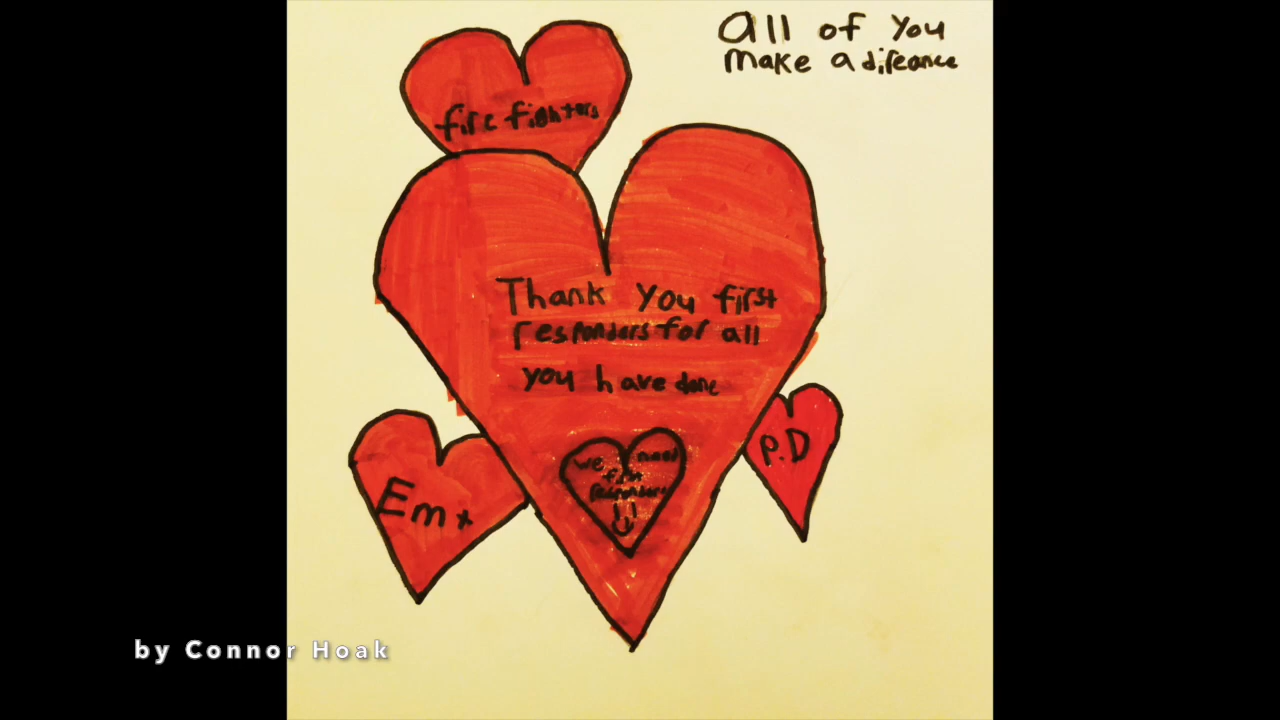 all of You
make a difeance
fire fighters
Thank You first
responders for all
you have done
we need
first
responders
Emt
P.D
by Connor Hoak